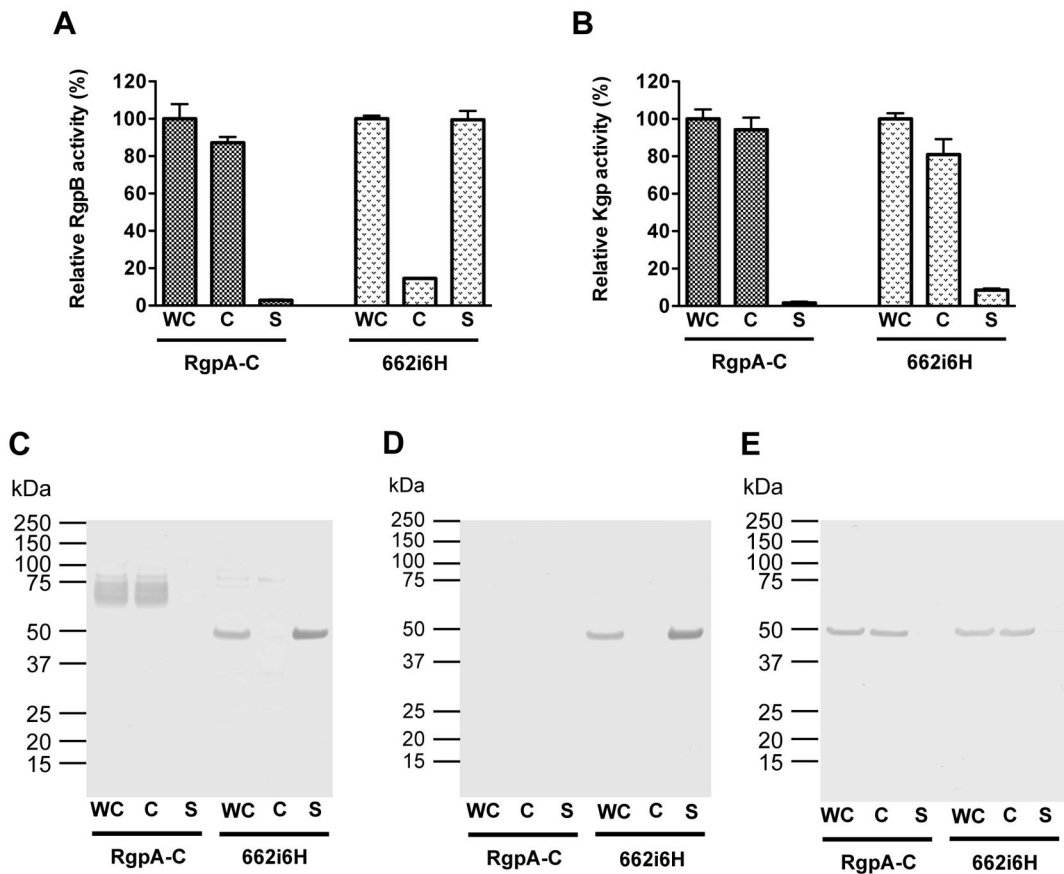 A
Relative RgpB activity (%)
120
100
80
60
40
20
0
WC C S WC C S
RgpA-C 662i6H
B
Relative Kgp activity (%)
120
100
80
60
40
20
0
WC C S WC C S
RgpA-C 662i6H
C
kDa
250
150
100
75
50
37
25
20
15
WC C S WC C S
RgpA-C 662i6H
D
kDa
250
150
100
75
50
37
25
20
15
WC C S WC C S
RgpA-C 662i6H
E
kDa
250
150
100
75
50
37
25
20
15
WC C S WC C S
RgpA-C 662i6H